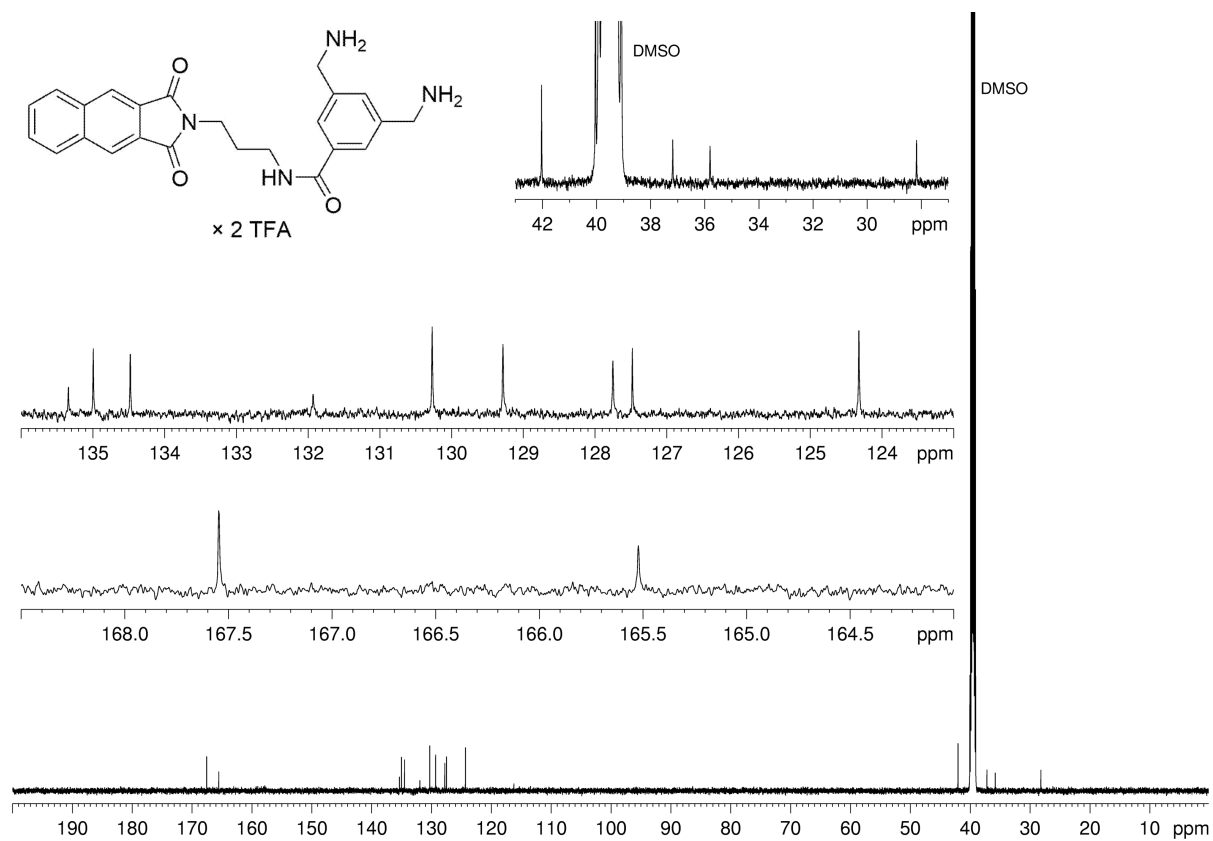 NH2
NH2
O
N
O
HN
O
× 2 TFA
DMSO
42 40 38 36 34 32 30 ppm
DMSO
135 134 133 132 131 130 129 128 127 126 125 124 ppm
168.0 167.5 167.0 166.5 166.0 165.5 165.0 164.5 ppm
190 180 170 160 150 140 130 120 110 100 90 80 70 60 50 40 30 20 10 ppm